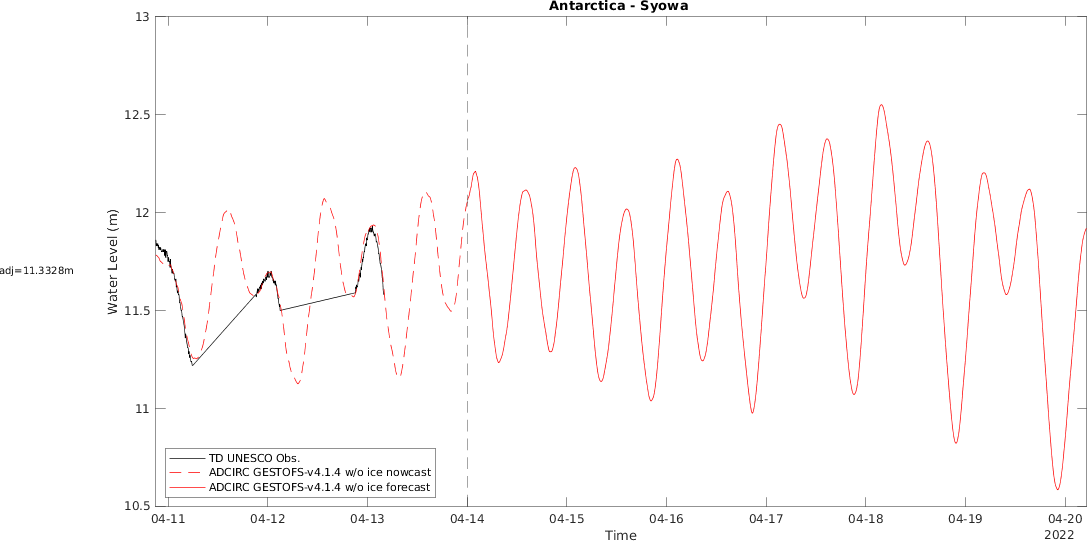 Antarctica - Syowa
13
12.5
12
11.5
11
10.5
Water Level (m)
adj=11.3328m
TD UNESCO Obs.
ADCIRC GESTOFS-v4.1.4 w/o ice nowcast
ADCIRC GESTOFS-v4.1.4 w/o ice forecast
04-11 04-12 04-13 04-14 04-15 04-16 04-17 04-18 04-19 04-20
2022
Time